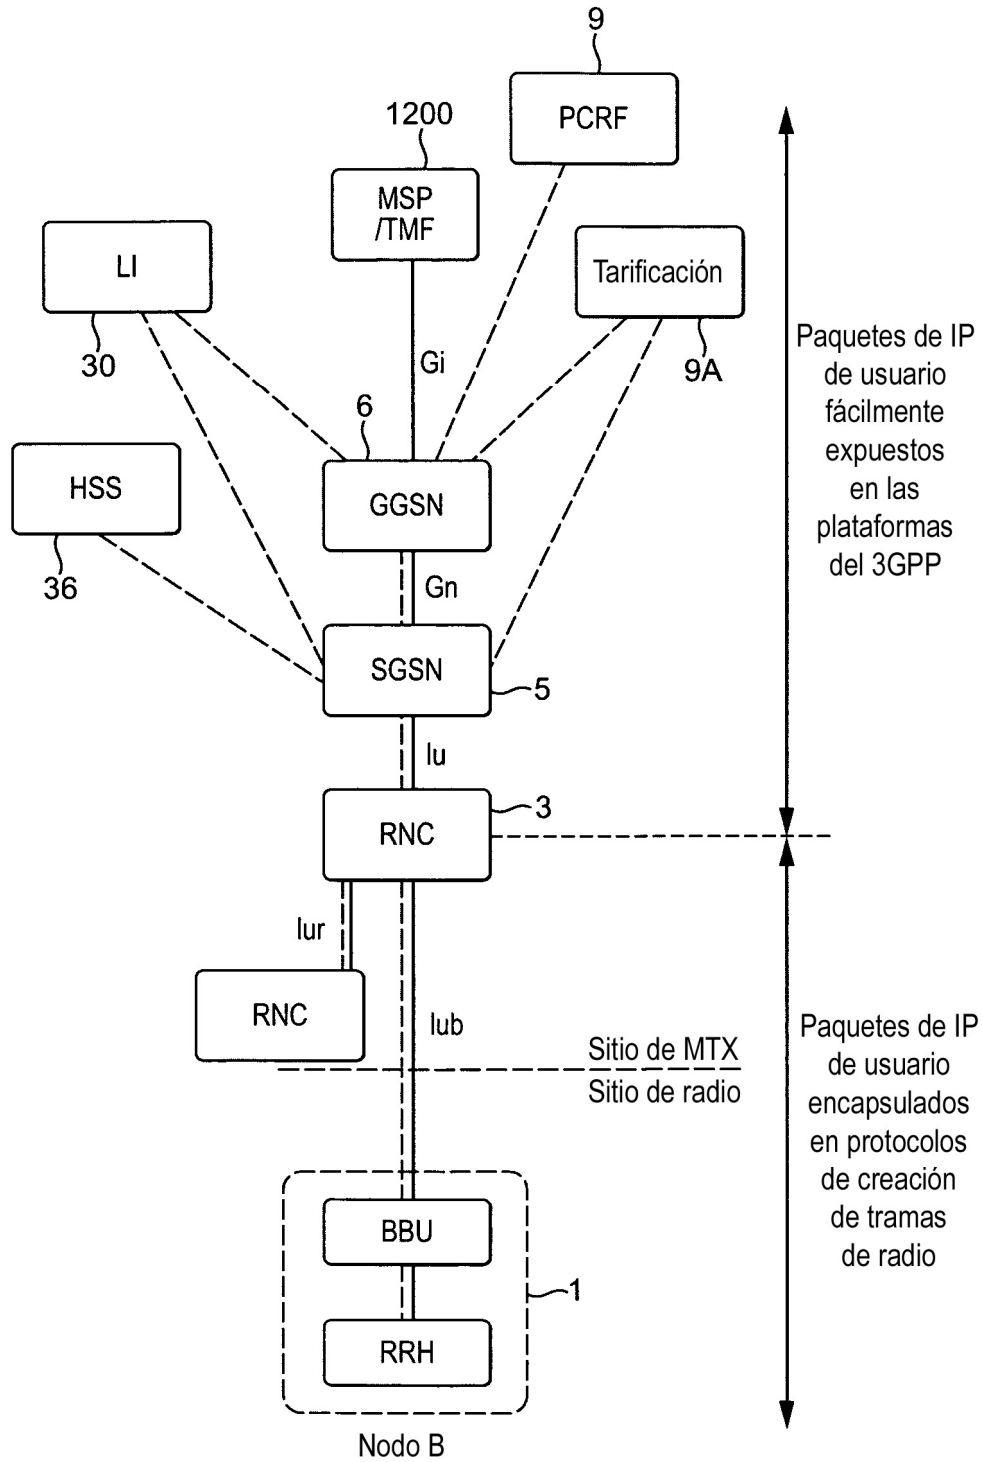 9
PCRF
1200
MSP
/TMF
LI
30
Tarificación
9A
Gi
6
GGSN
HSS
36
Gn
SGSN
5
Iu
3
RNC
Iur
RNC
Iub
Sitio de MTX
Sitio de radio
BBU
1
RRH
Nodo B
Paquetes de IP
de usuario
fácilmente
expuestos
en las
plataformas
del 3GPP
Paquetes de IP
de usuario
encapsulados
en protocolos
de creación
de tramas
de radio